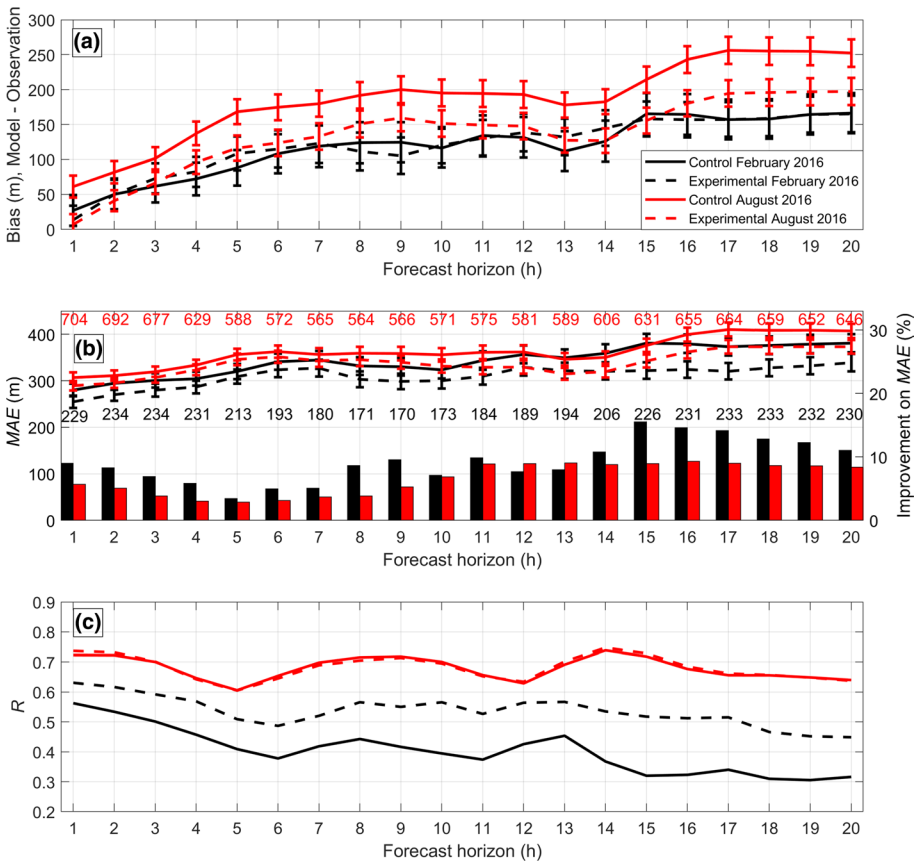 300
250
200
150
100
50
0
Bias (m), Model - Observation
(a)
Control February 2016
Experimental February 2016
Control August 2016
Experimental August 2016
1 2 3 4 5 6 7 8 9 10 11 12 13 14 15 16 17 18 19 20
Forecast horizon (h)
704 692 677 629 588 572 565 564 566 571 575 581 589 606 631 655 664 659 652 646
(b)
400
300
200
100
0
MAE (m)
229 234 234 231 213 193 180 171 170 173 184 189 194 206 226 231 233 233 232 230
30
20
10
0
Improvement on MAE (%)
1 2 3 4 5 6 7 8 9 10 11 12 13 14 15 16 17 18 19 20
Forecast horizon (h)
0.9
0.8
0.7
0.6
0.5
0.4
0.3
0.2
R
(c)
1 2 3 4 5 6 7 8 9 10 11 12 13 14 15 16 17 18 19 20
Forecast horizon (h)